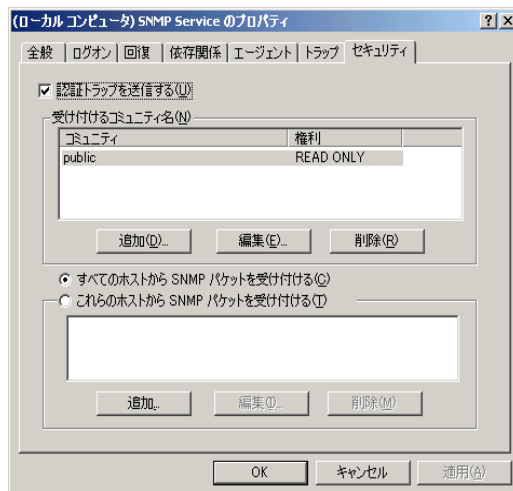 (ローカル コンピュータ) SNMP Service のプロパティ
全般 ログオン 回復 依存関係 エージェント トラップ セキュリティ
認証トラップを送信する(U)
受け付けるコミュニティ名(N)
コミュニティ 権利
public READ ONLY
追加(D)... 編集(E)... 削除(R)
すべてのホストから SNMP パケットを受け付ける(C)
これらのホストから SNMP パケットを受け付ける(T)
追加... 編集(I)... 削除(M)
OK キャンセル 適用(A)